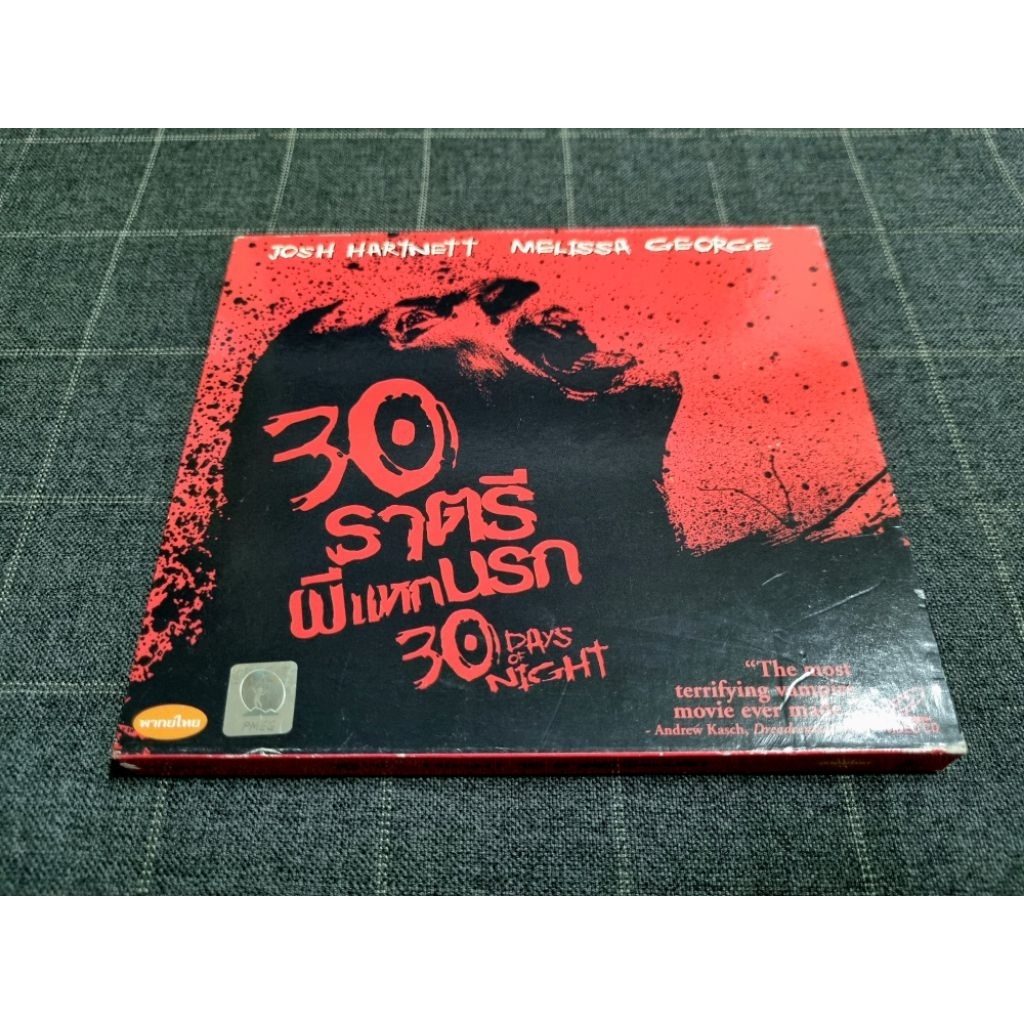 JOSH HARTNETT MELISSA GEORGE
30
ราตรี
ผีแหกนรก
30 DAYS
OF
NIGHT
"The most
terrifying vampire
movie ever made
- Andrew Kasch,
พากย์ไทย